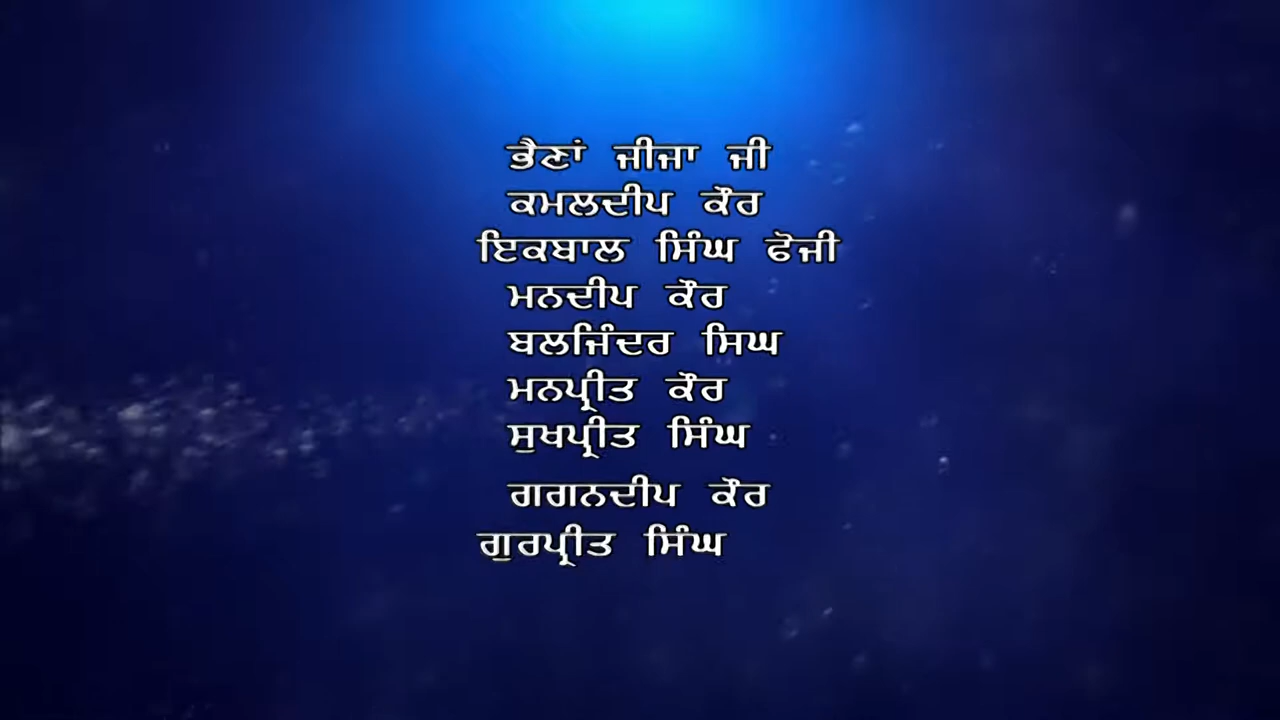 ਭੈਣਾਂ ਜੀਜਾ ਜੀ
ਕਮਲਦੀਪ ਕੌਰ
ਇਕਬਾਲ ਸਿੰਘ ਫੋਜੀ
ਮਨਦੀਪ ਕੌਰ
ਬਲਜਿੰਦਰ ਸਿਘ
ਮਨਪ੍ਰੀਤ ਕੌਰ
ਸੁਖਪ੍ਰੀਤ ਸਿੰਘ
ਗਗਨਦੀਪ ਕੌਰ
ਗੁਰਪ੍ਰੀਤ ਸਿੰਘ